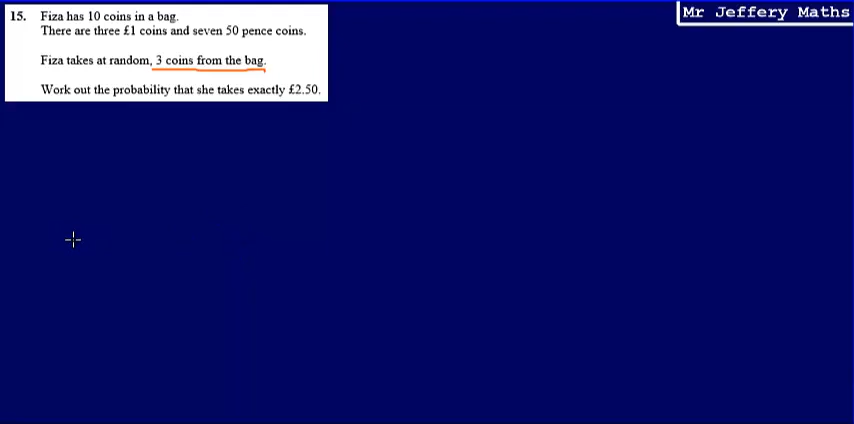 Mr Jeffery Maths
15. Fiza has 10 coins in a bag.
There are three £1 coins and seven 50 pence coins.
Fiza takes at random, 3 coins from the bag.
Work out the probability that she takes exactly £2.50.